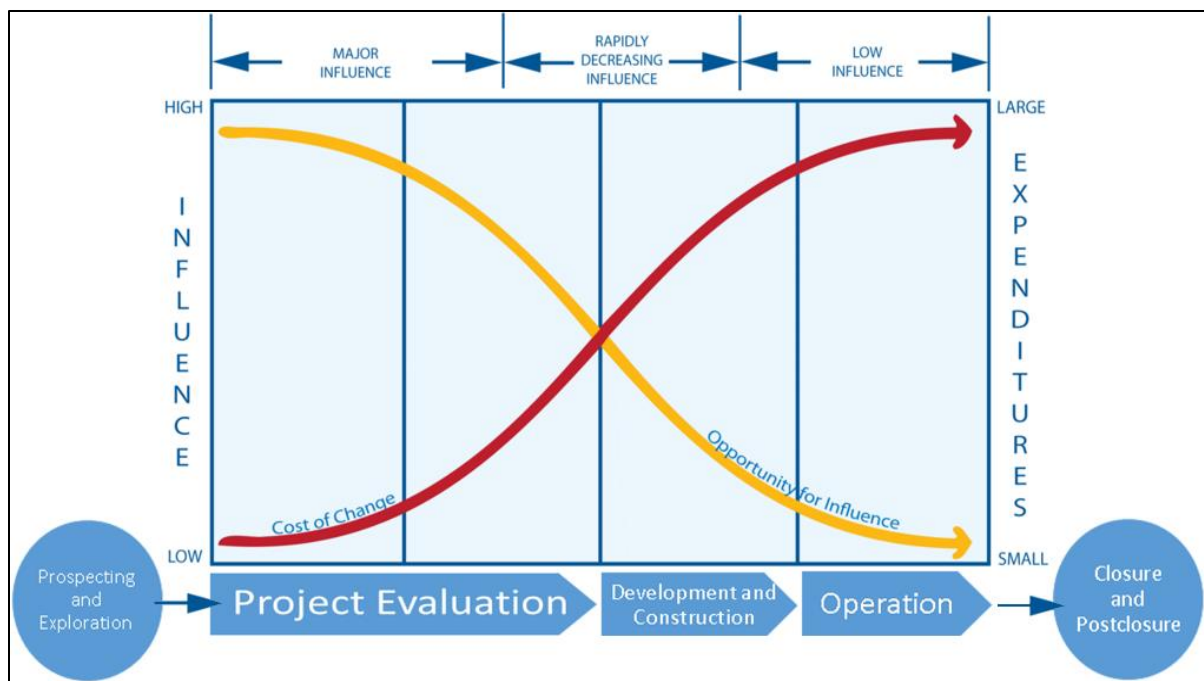 MAJOR
INFLUENCE
RAPIDLY
DECREASING
INFLUENCE
LOW
INFLUENCE
HIGH
LARGE
INFLUENCE
EXPENDITURES
Cost of Change
Opportunity for Influence
LOW
SMALL
Prospecting
and
Exploration
Project Evaluation
Development and
Construction
Operation
Closure
and
Postclosure